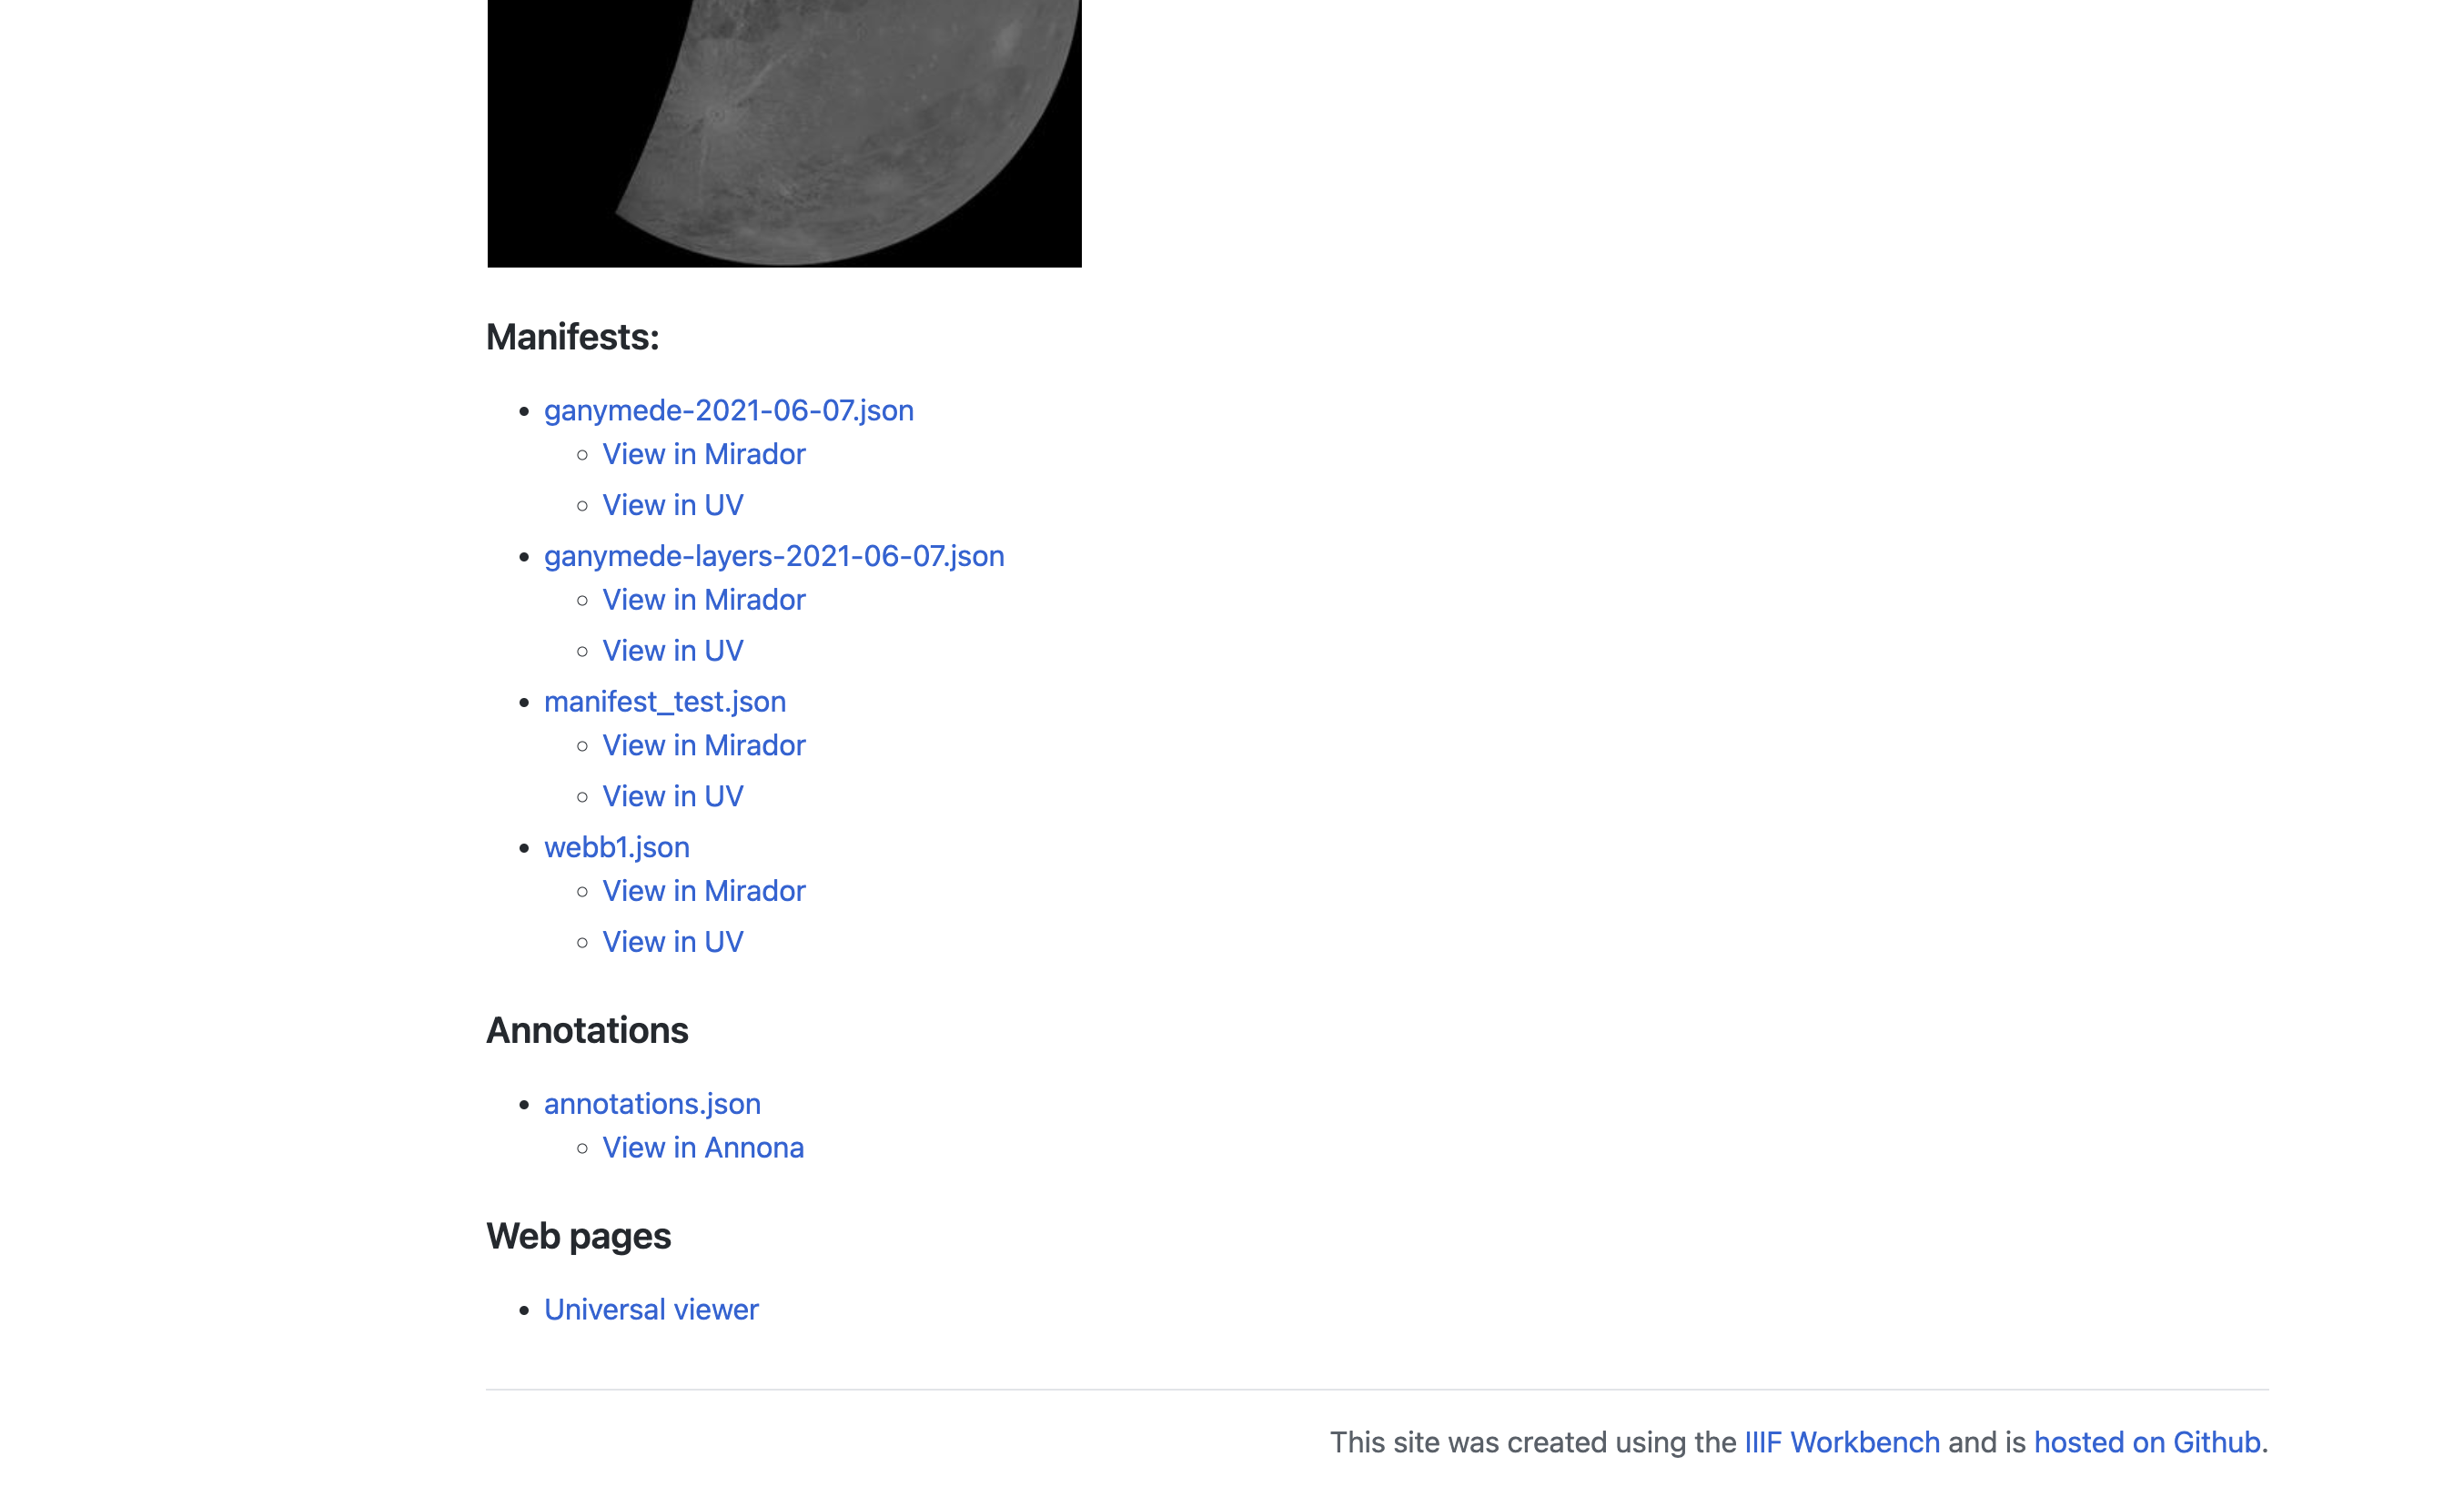 Manifests:
ganymede-2021-06-07.json
View in Mirador
View in UV
ganymede-layers-2021-06-07.json
View in Mirador
View in UV
manifest_test.json
View in Mirador
View in UV
webb1.json
View in Mirador
View in UV
Annotations
annotations.json
View in Annona
Web pages
Universal viewer
This site was created using the IIIF Workbench and is hosted on Github.